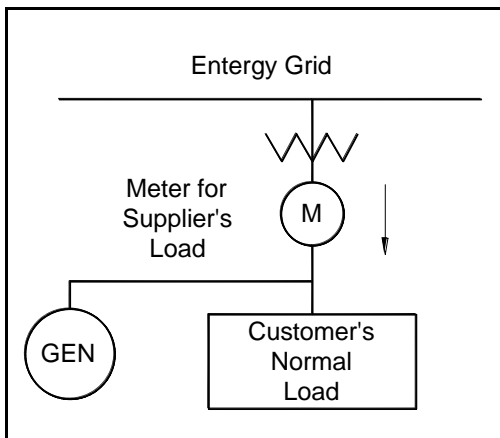 Entergy Grid
Meter for
Supplier's
Load
M
GEN
Customer's
Normal
Load